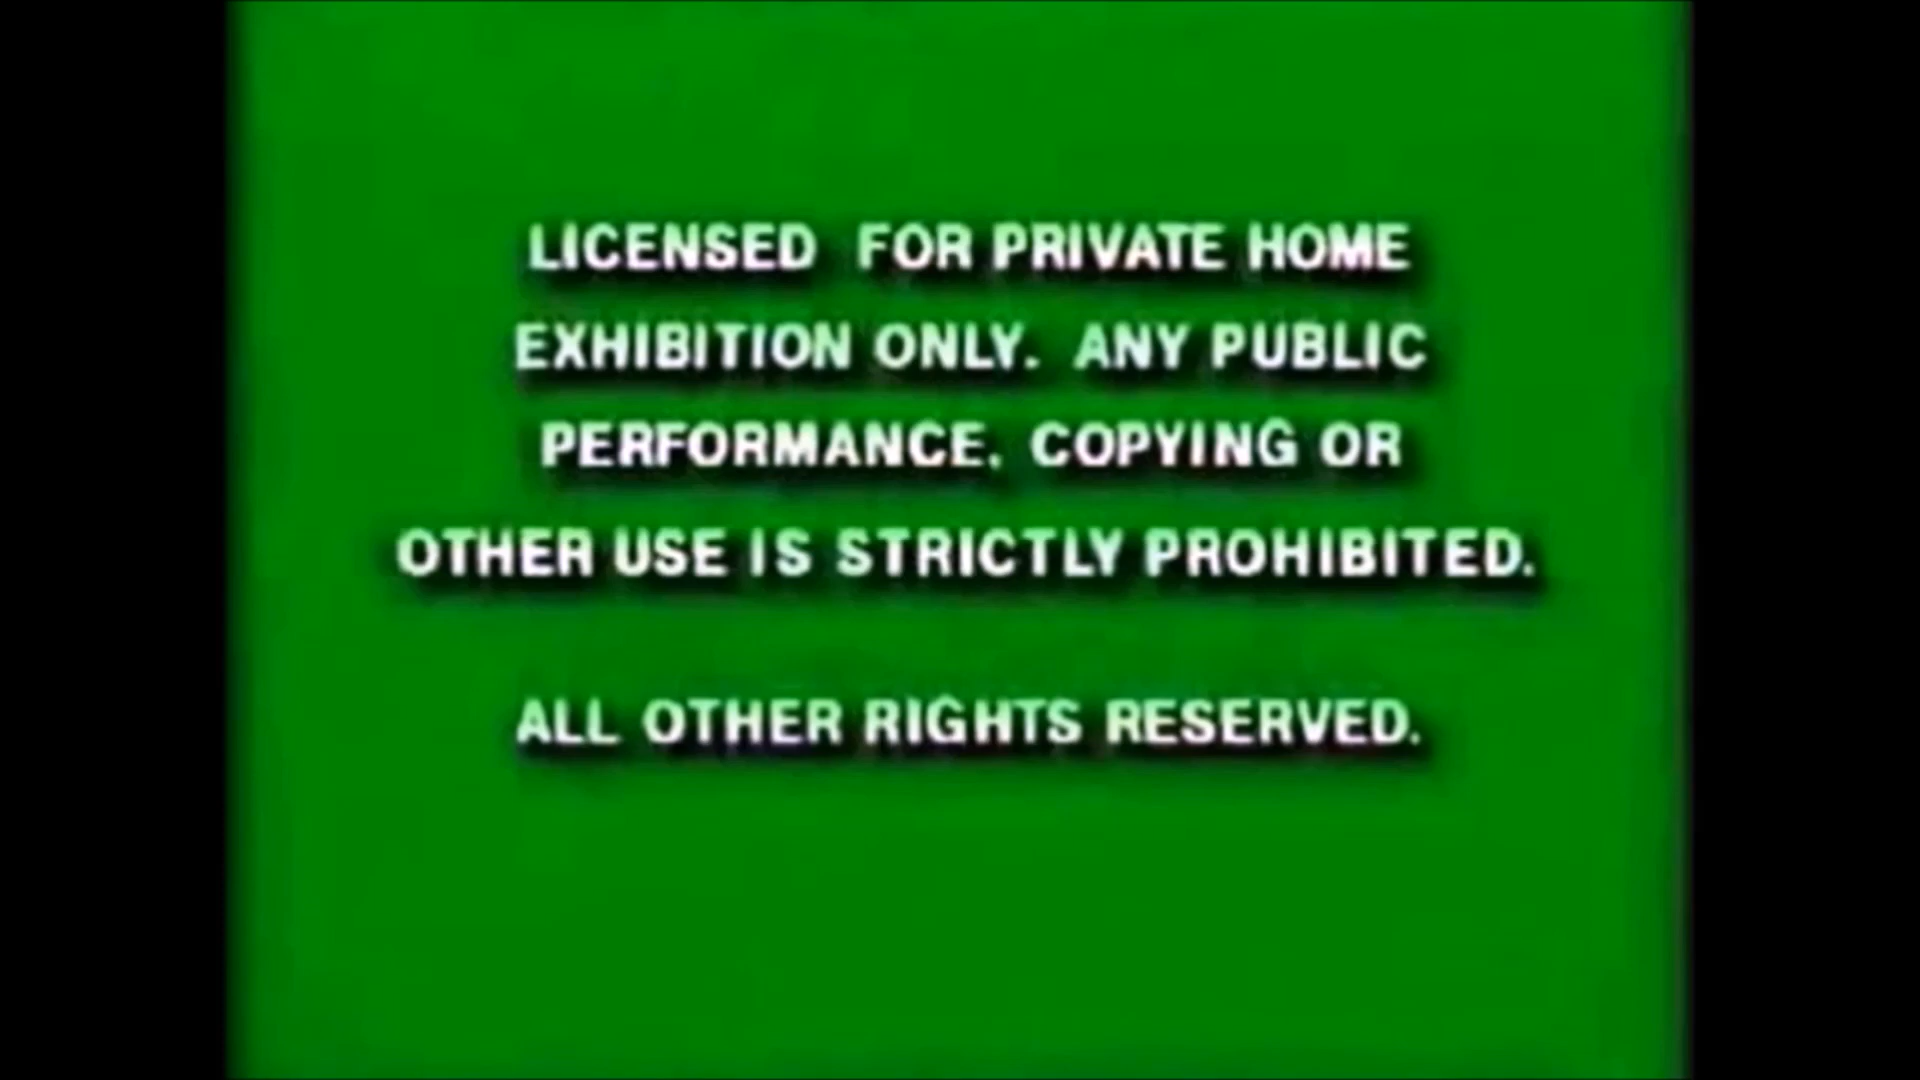 LICENSED FOR PRIVATE HOME
EXHIBITION ONLY. ANY PUBLIC
PERFORMANCE, COPYING OR
OTHER USE IS STRICTLY PROHIBITED.
ALL OTHER RIGHTS RESERVED.